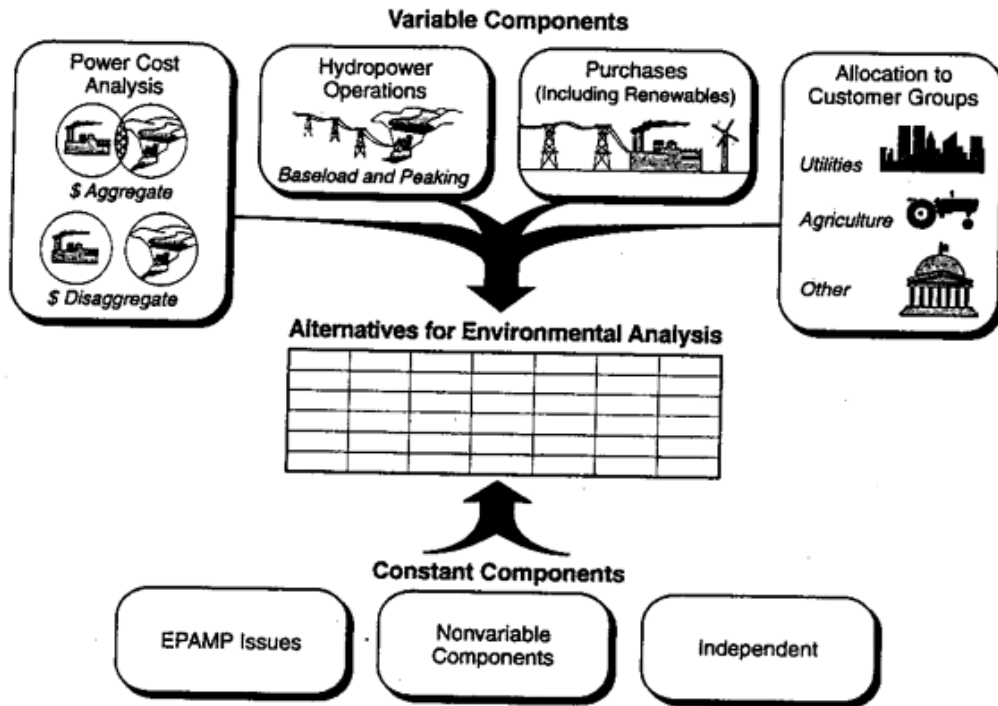 Variable Components
Power Cost
Analysis
$ Aggregate
$ Disaggregate
Hydropower
Operations
Baseload and Peaking
Purchases
(Including Renewables)
Allocation to
Customer Groups
Utilities
Agriculture
Other
Alternatives for Environmental Analysis
Constant Components
EPAMP Issues
Nonvariable
Components
Independent